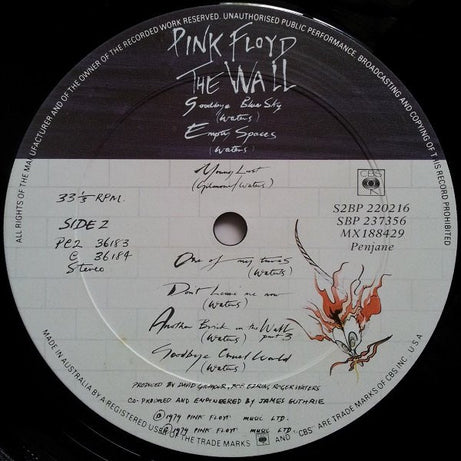 ALL RIGHTS OF THE MANUFACTURER AND OF THE OWNER OF THE RECORDED WORK RESERVED. UNAUTHORISED PUBLIC PERFORMANCE, BROADCASTING AND COPYING OF THIS RECORD PROHIBITED
PINK FLOYD
THE WALL
Goodbye Blue Sky
(Waters)
Empty Spaces
(Waters)
Young Lust
(Gilmour/Waters)
CBS
33 1/3 RPM.
S2BP 220216
SBP 237356
MX188429
Penjane
SIDE 2
PC2 36183
C 36184
Stereo
One of my turns
(Waters)
Don't leave me now
(Waters)
Another Brick in the Wall
(Waters) part 3
Goodbye Cruel World
(Waters)
PRODUCED BY DAVID GILMOUR, BOB EZRIN, ROGER WATERS
CO-PRODUCED AND ENGINEERED BY JAMES GUTHRIE
℗ 1979 PINK FLOYD MUSIC LTD.
© 1979 PINK FLOYD MUSIC LTD.
MADE IN AUSTRALIA BY A REGISTERED USER OF THE TRADE MARKS AND CBS ARE TRADE MARKS OF CBS, INC. U.S.A